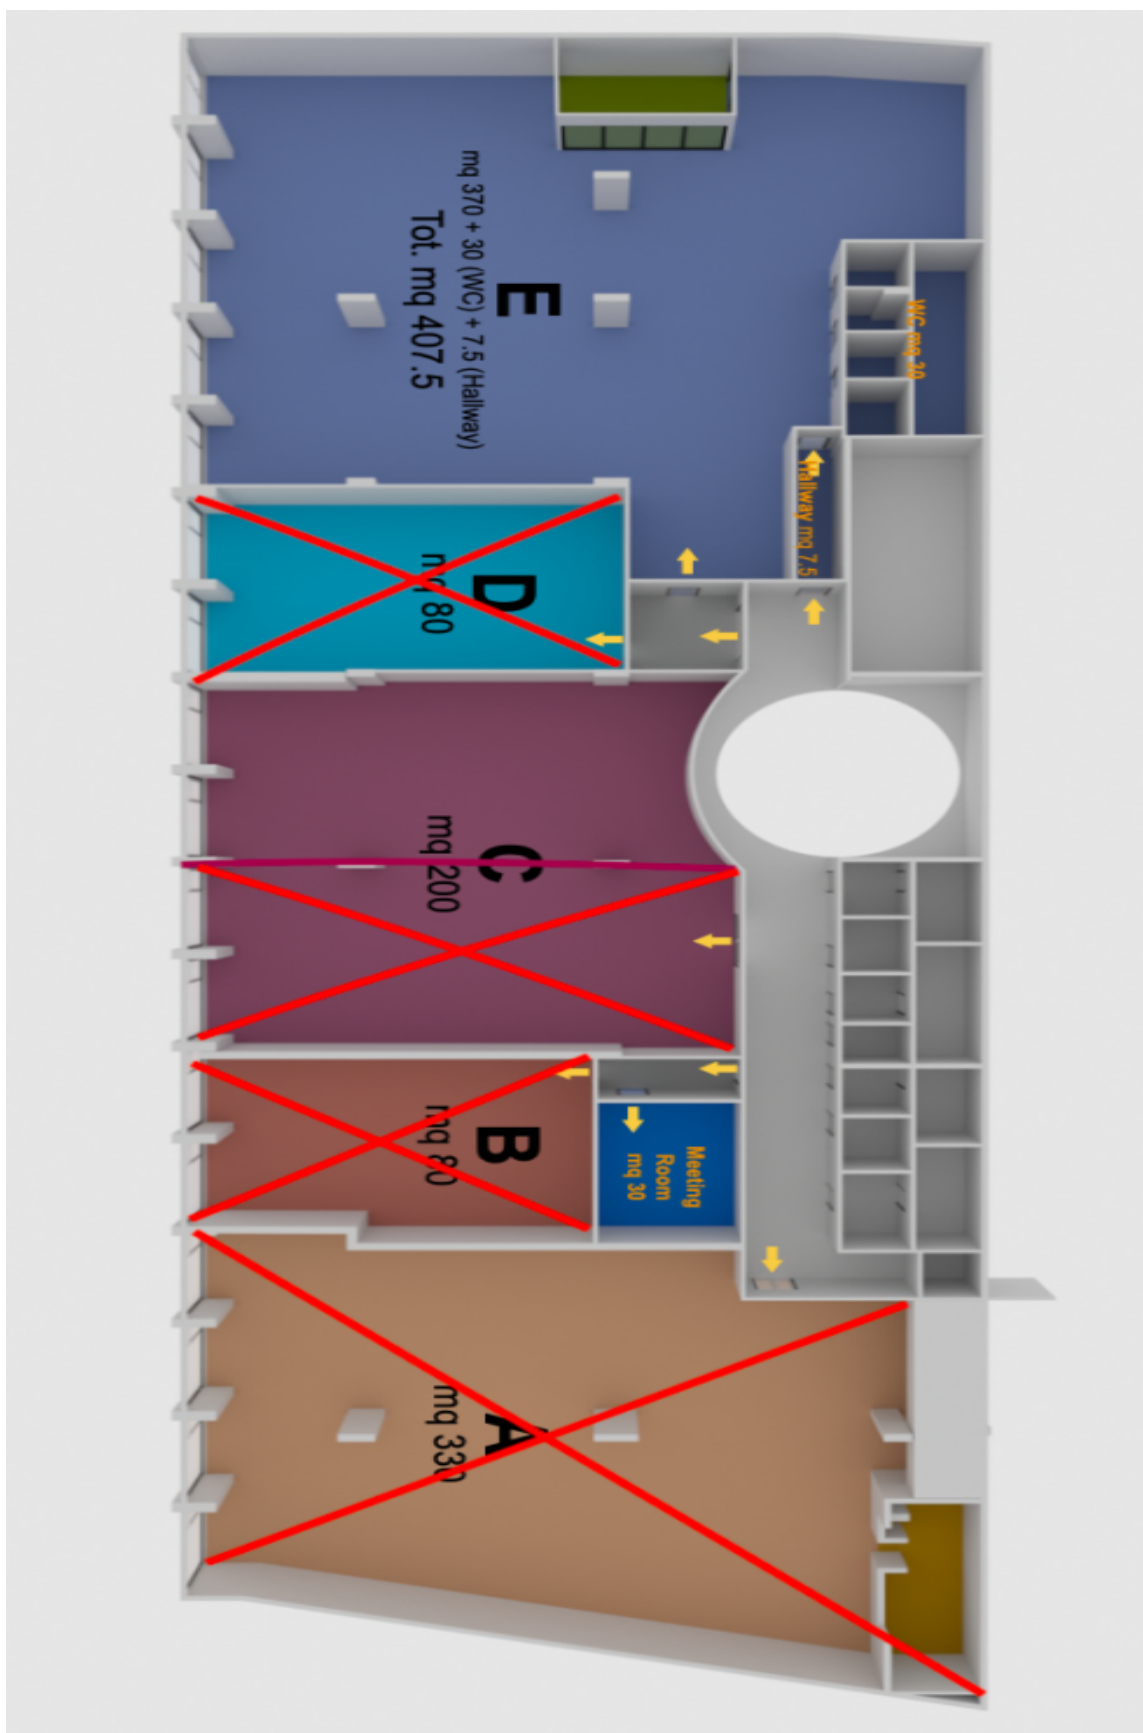 E
mq 370 + 30 (WC) + 7.5 (Hallway)
Tot. mq 407.5
WC mq 30
Hallway mq 7.5
D
mq 80
C
mq 200
B
mq 80
Meeting
Room
mq 30
A
mq 330